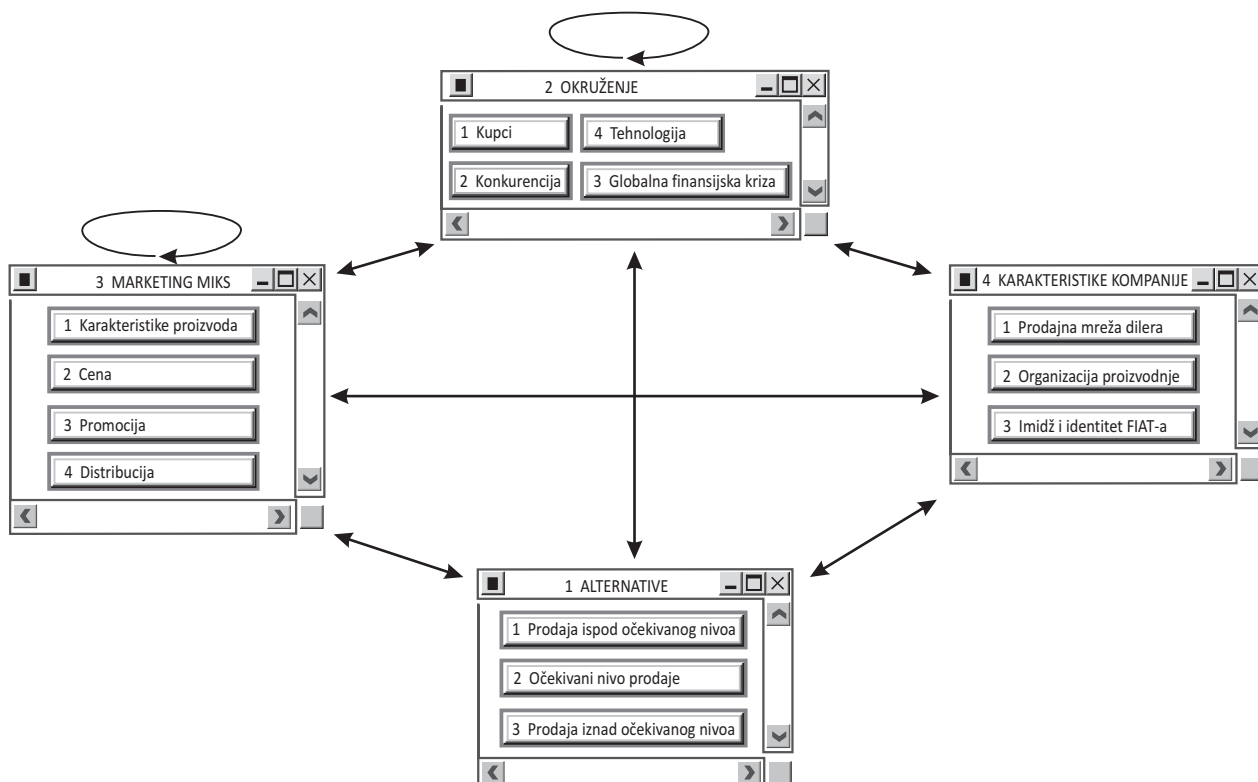 2 OKRUŽENJE
1 Kupci
4 Tehnologija
2 Konkurencija
3 Globalna finansijska kriza
3 MARKETING MIKS
1 Karakteristike proizvoda
2 Cena
3 Promocija
4 Distribucija
4 KARAKTERISTIKE KOMPANIJE
1 Prodajna mreža dilera
2 Organizacija proizvodnje
3 Imidž i identitet FIAT-a
1 ALTERNATIVE
1 Prodaja ispod očekivanog nivoa
2 Očekivani nivo prodaje
3 Prodaja iznad očekivanog nivoa